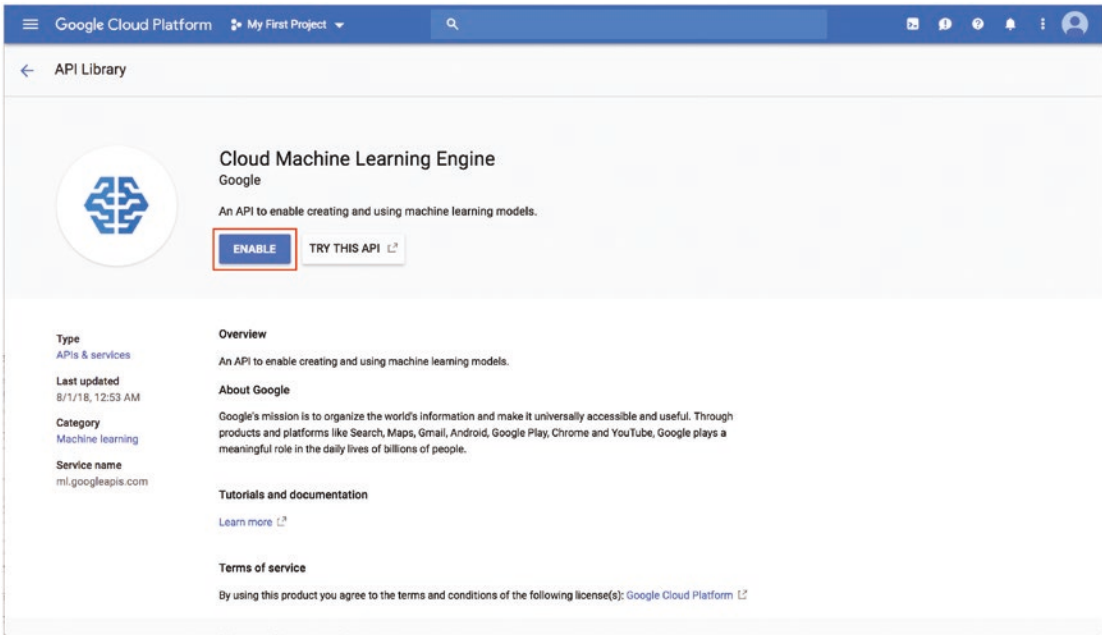 Google Cloud Platform My First Project
API Library
Cloud Machine Learning Engine
Google
An API to enable creating and using machine learning models.
ENABLE TRY THIS API
Type
APIs & services
Last updated
8/1/18, 12:53 AM
Category
Machine learning
Service name
ml.googleapis.com
Overview
An API to enable creating and using machine learning models.
About Google
Google's mission is to organize the world's information and make it universally accessible and useful. Through
products and platforms like Search, Maps, Gmail, Android, Google Play, Chrome and YouTube, Google plays a
meaningful role in the daily lives of billions of people.
Tutorials and documentation
Learn more
Terms of service
By using this product you agree to the terms and conditions of the following license(s): Google Cloud Platform